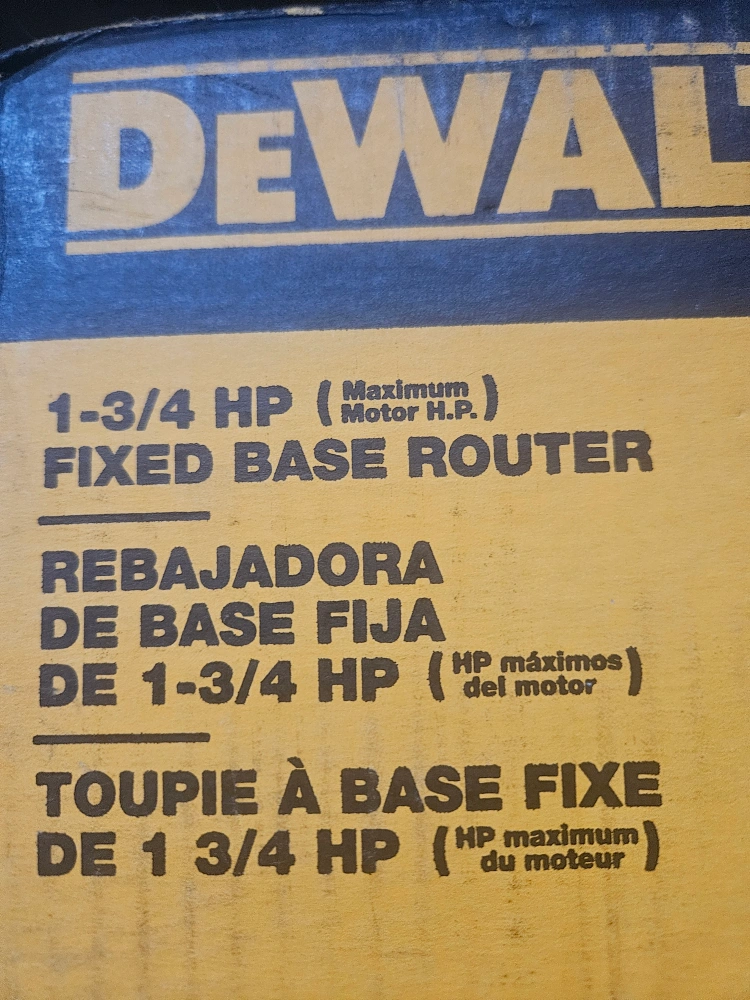 DEWALT
1-3/4 HP (Maximum Motor H.P.)
FIXED BASE ROUTER
REBAJADORA
DE BASE FIJA
DE 1-3/4 HP (HP máximos del motor)
TOUPIE À BASE FIXE
DE 1 3/4 HP (HP maximum du moteur)